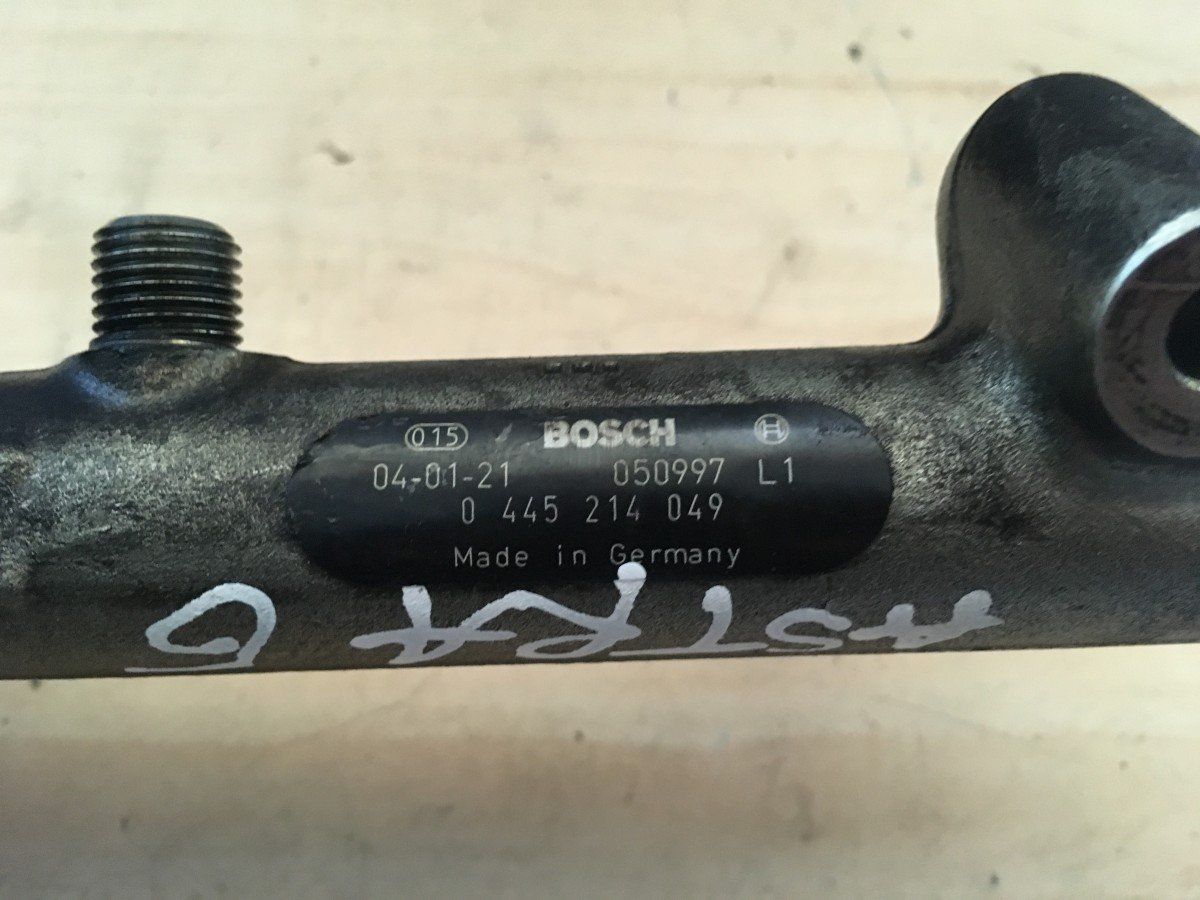 015 BOSCH
04-01-21 050997 L1
0 445 214 049
Made in Germany
ASTRA G